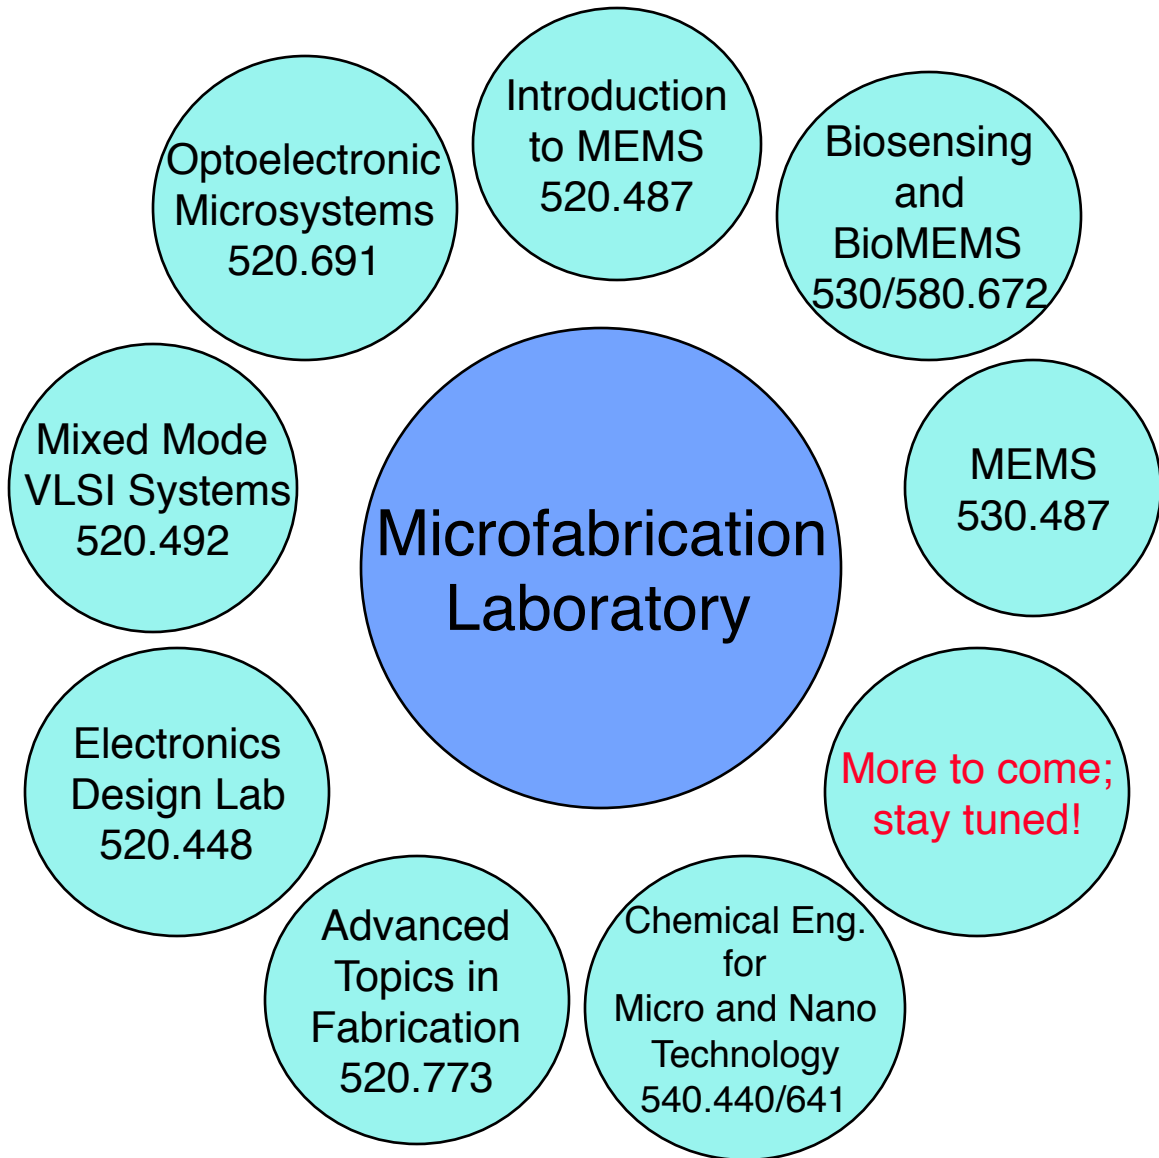 Introduction
to MEMS
520.487
Optoelectronic
Microsystems
520.691
Biosensing
and
BioMEMS
530/580.672
Mixed Mode
VLSI Systems
520.492
MEMS
530.487
Microfabrication
Laboratory
Electronics
Design Lab
520.448
More to come;
stay tuned!
Advanced
Topics in
Fabrication
520.773
Chemical Eng.
for
Micro and Nano
Technology
540.440/641